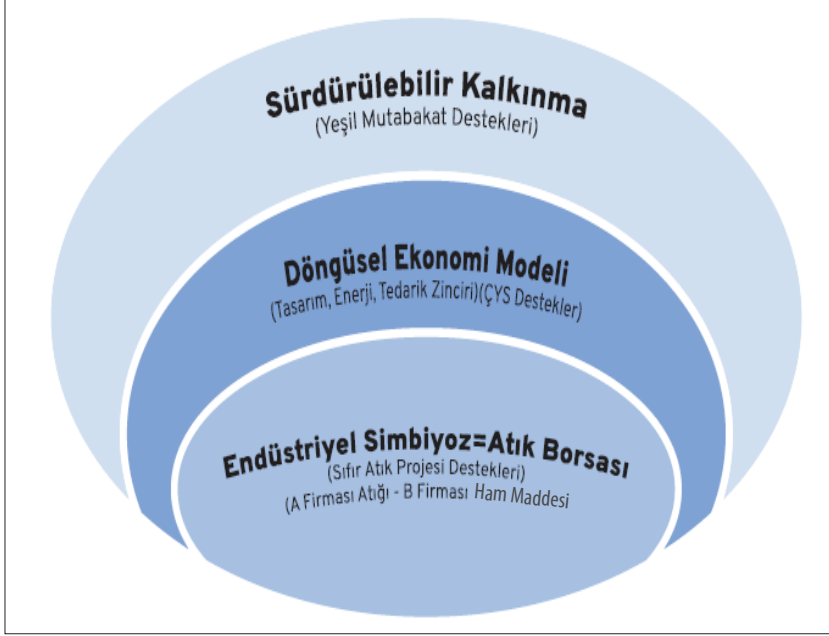 Sürdürülebilir Kalkınma
(Yeşil Mutabakat Destekleri)
Döngüsel Ekonomi Modeli
(Tasarım, Enerji, Tedarik Zinciri)(ÇYS Destekler)
Endüstriyel Simbiyoz=Atık Borsası
(Sıfır Atık Projesi Destekleri)
(A Firması Atığı - B Firması Ham Maddesi